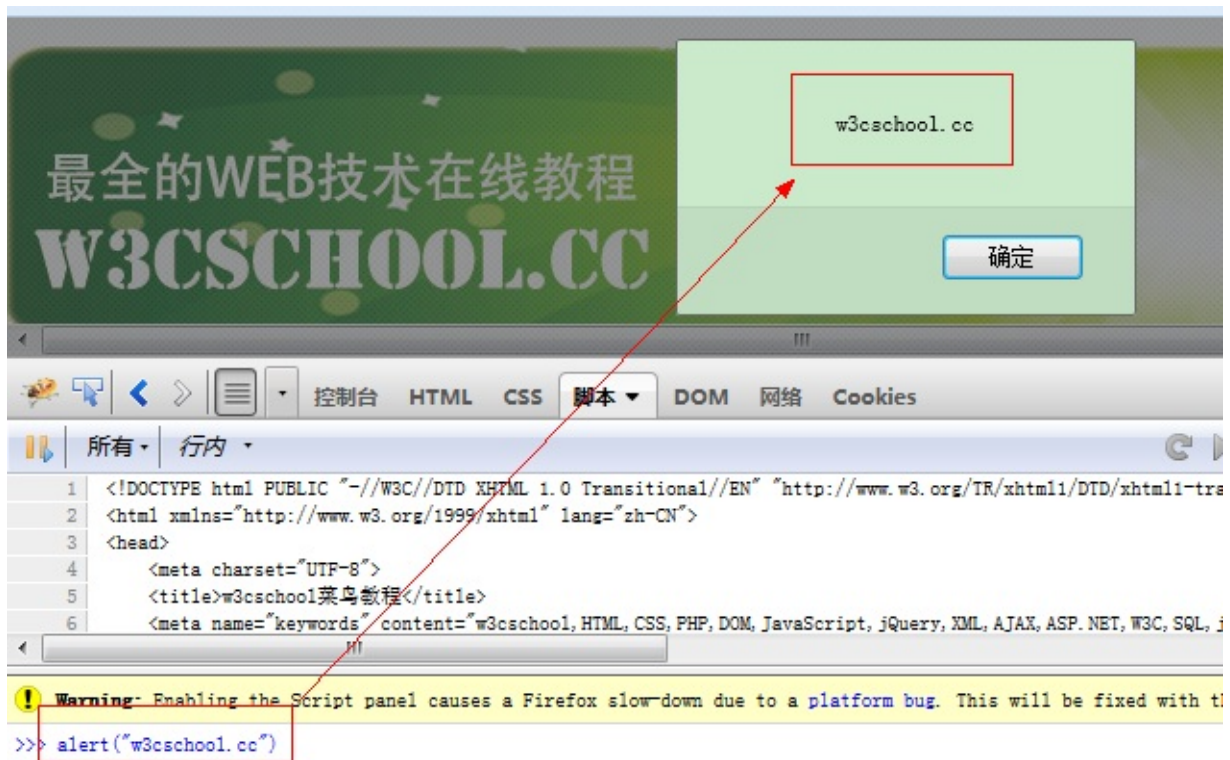 最全的WEB技术在线教程
W3CSCHOOL.CC
w3cschool.cc
确定
控制台 HTML CSS 脚本 DOM 网络 Cookies
所有 行内
1 <!DOCTYPE html PUBLIC "-//W3C//DTD XHTML 1.0 Transitional//EN" "http://www.w3.org/TR/xhtml1/DTD/xhtml1-tra
2 <html xmlns="http://www.w3.org/1999/xhtml" lang="zh-CN">
3 <head>
4 <meta charset="UTF-8">
5 <title>w3cschool菜鸟教程</title>
6 <meta name="keywords" content="w3cschool,HTML,CSS,PHP,DOM,JavaScript,jQuery,XML,AJAX,ASP.NET,W3C,SQL,j
Warning: Enabling the Script panel causes a Firefox slow-down due to a platform bug. This will be fixed with th
>>> alert("w3cschool.cc")